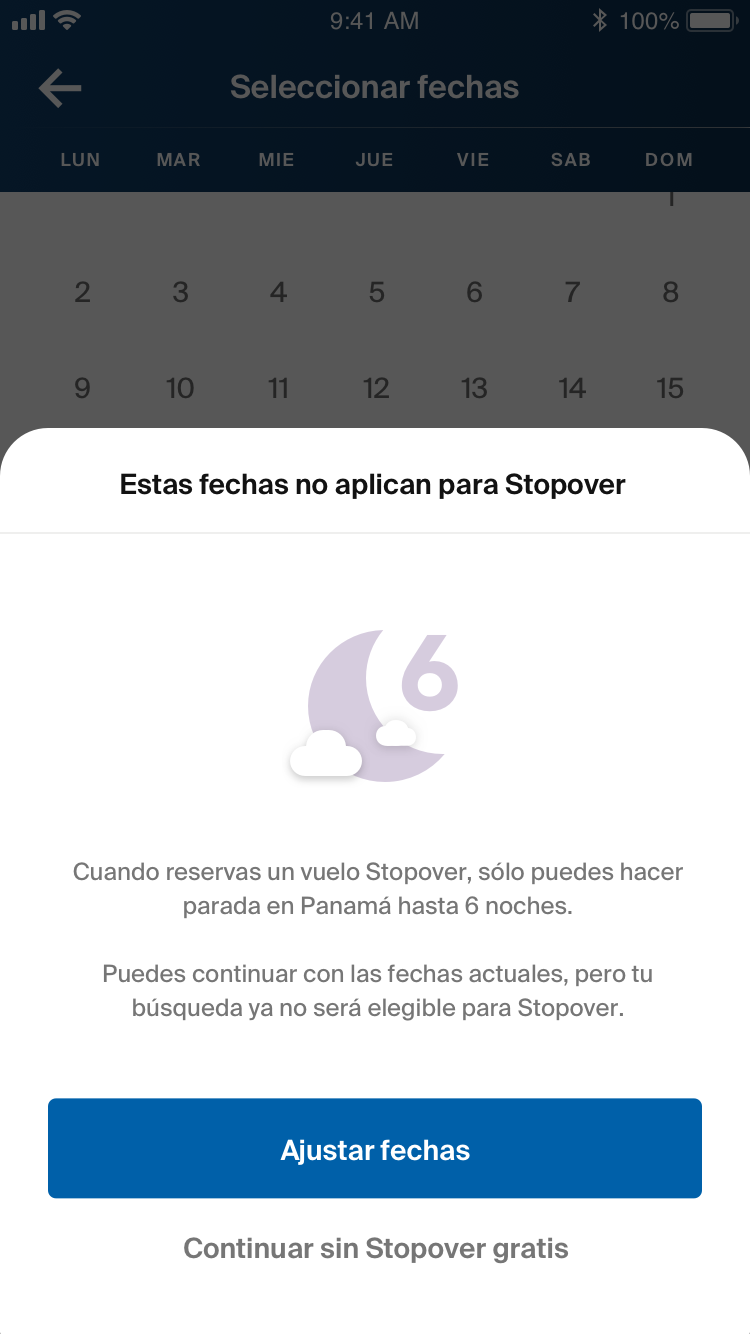 9:41 AM 100%
Seleccionar fechas
LUN MAR MIE JUE VIE SAB DOM
1
2 3 4 5 6 7 8
9 10 11 12 13 14 15
Estas fechas no aplican para Stopover
6
Cuando reservas un vuelo Stopover, sólo puedes hacer
parada en Panamá hasta 6 noches.
Puedes continuar con las fechas actuales, pero tu
búsqueda ya no será elegible para Stopover.
Ajustar fechas
Continuar sin Stopover gratis